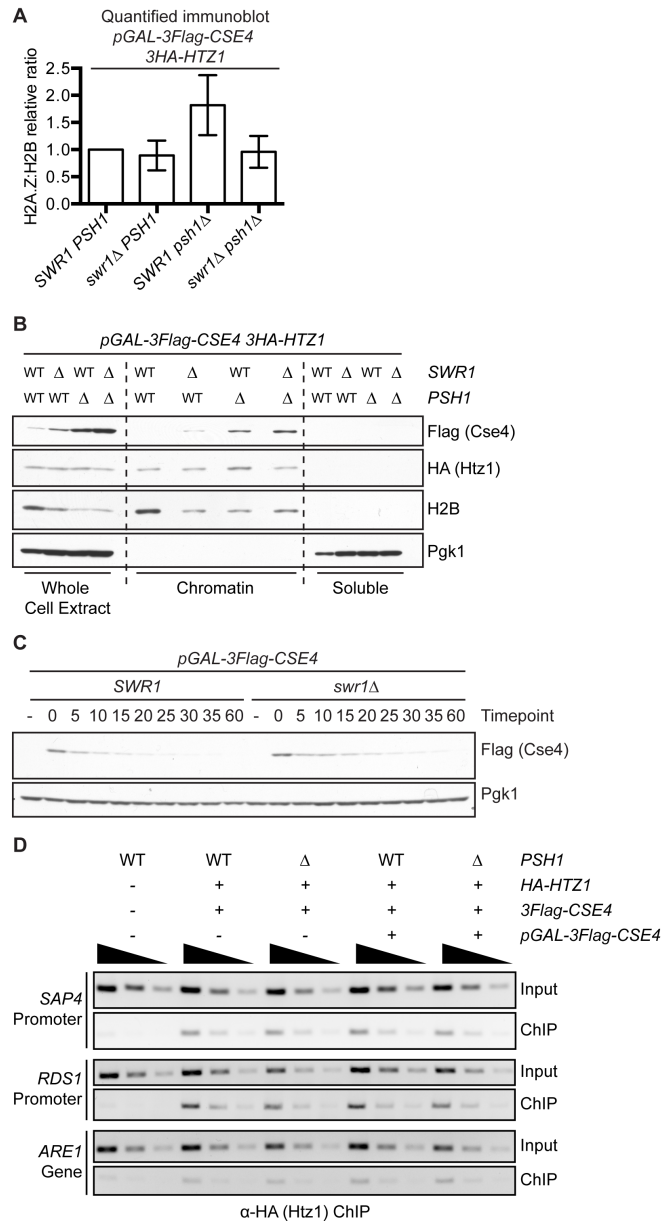 A
Quantified immunoblot
pGAL-3Flag-CSE4
3HA-HTZ1
H2A.Z:H2B relative ratio
2.5
2.0
1.5
1.0
0.5
0.0
SWR1 PSH1
swr1Δ PSH1
SWR1 psh1Δ
swr1Δ psh1Δ
B
pGAL-3Flag-CSE4 3HA-HTZ1
WT Δ WT Δ WT Δ WT Δ WT Δ WT Δ SWR1
WT WT Δ Δ WT WT Δ Δ WT WT Δ Δ PSH1
Flag (Cse4)
HA (Htz1)
H2B
Pgk1
Whole Cell Extract
Chromatin
Soluble
C
pGAL-3Flag-CSE4
SWR1 swr1Δ
- 0 5 10 15 20 25 30 35 60 - 0 5 10 15 20 25 30 35 60 Timepoint
Flag (Cse4)
Pgk1
D
WT WT Δ WT Δ PSH1
- + + + + HA-HTZ1
- + + + + 3Flag-CSE4
- - - + + pGAL-3Flag-CSE4
SAP4 Promoter
Input
ChIP
RDS1 Promoter
Input
ChIP
ARE1 Gene
Input
ChIP
α-HA (Htz1) ChIP